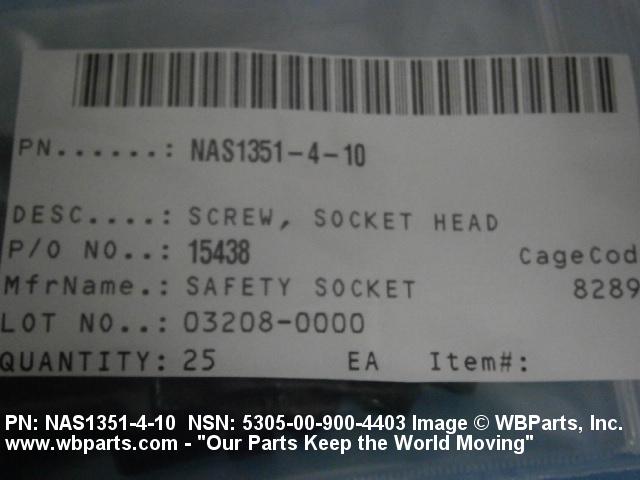 PN......: NAS1351-4-10
DESC....: SCREW, SOCKET HEAD
P/O NO..: 15438 CageCod
MfrName.: SAFETY SOCKET 8289
LOT NO..: 03208-0000
QUANTITY: 25 EA Item#:
PN: NAS1351-4-10 NSN: 5305-00-900-4403 Image © WBParts, Inc.
www.wbparts.com - "Our Parts Keep the World Moving"